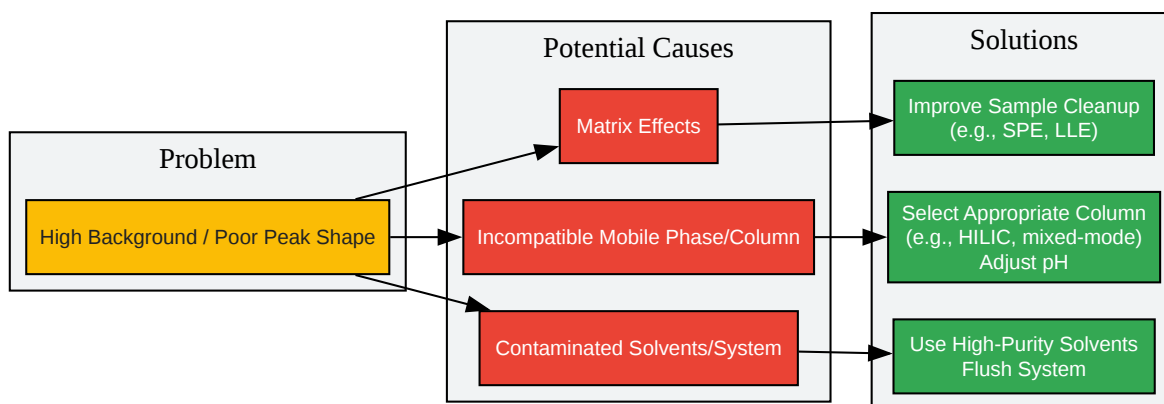 Problem
High Background / Poor Peak Shape
Potential Causes
Matrix Effects
Incompatible Mobile Phase/Column
Contaminated Solvents/System
Solutions
Improve Sample Cleanup
(e.g., SPE, LLE)
Select Appropriate Column
(e.g., HILIC, mixed-mode)
Adjust pH
Use High-Purity Solvents
Flush System